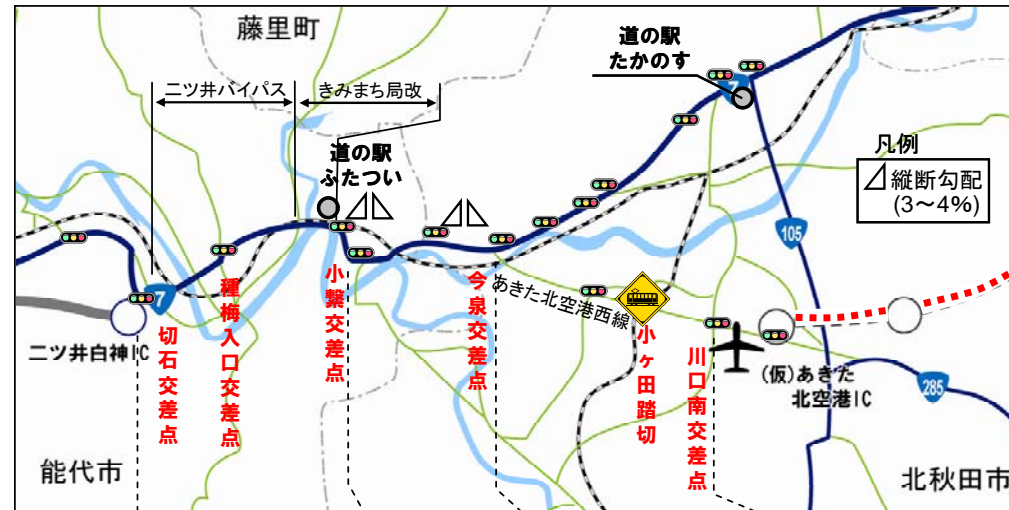 藤里町
道の駅
たかのす
二ツ井バイパス
きみまち局改
7
道の駅
ふたつい
凡例
縦断勾配
(3～4%)
105
7
小繋交差点
今泉交差点
あきた北空港西線
種梅入口交差点
切石交差点
小ヶ田踏切
川口南交差点
二ツ井白神IC
(仮)あきた
北空港IC
285
能代市
北秋田市